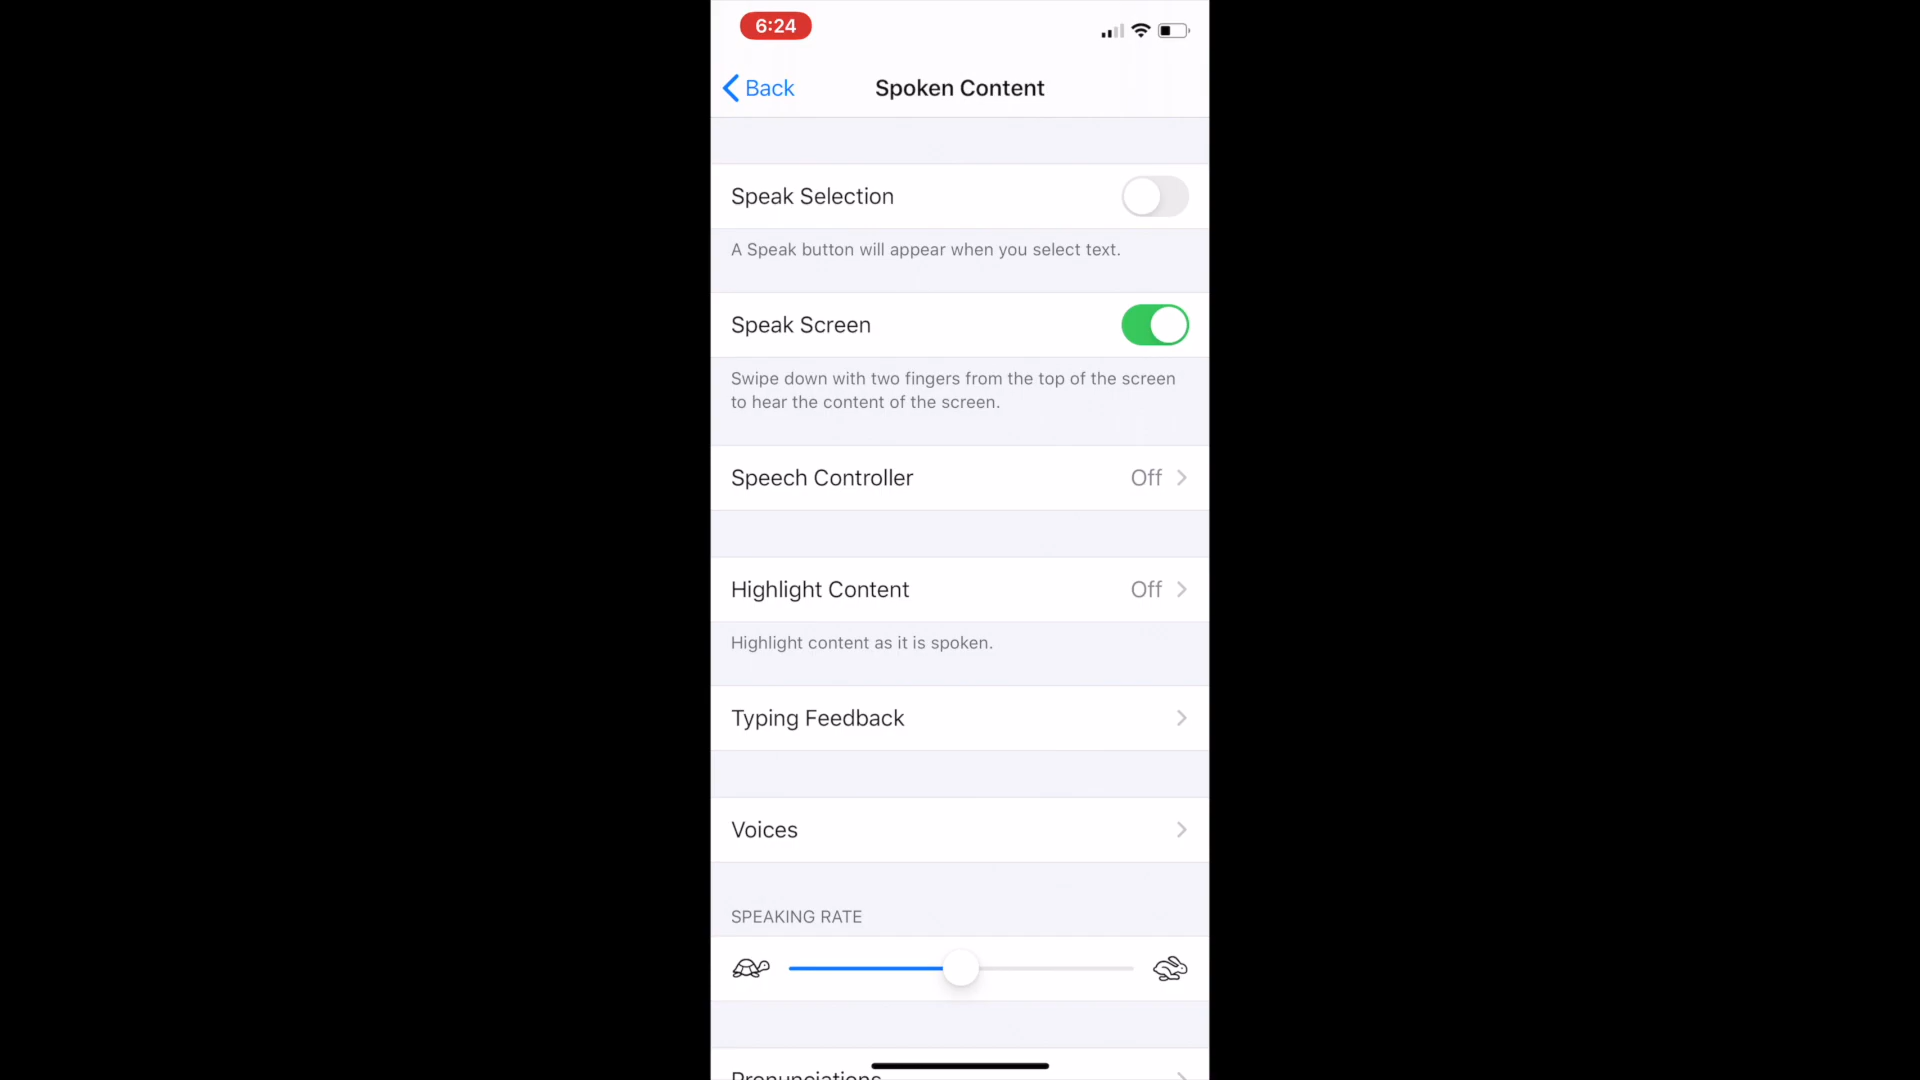 6:24
Back
Spoken Content
Speak Selection
A Speak button will appear when you select text.
Speak Screen
Swipe down with two fingers from the top of the screen
to hear the content of the screen.
Speech Controller Off
Highlight Content Off
Highlight content as it is spoken.
Typing Feedback
Voices
SPEAKING RATE
Pronunciations